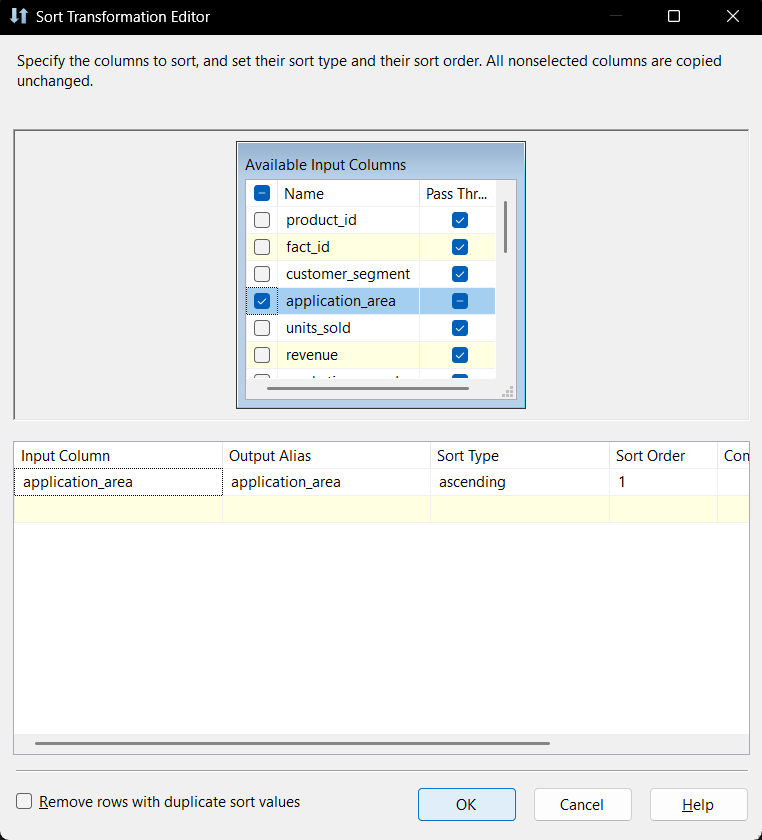 Sort Transformation Editor
Specify the columns to sort, and set their sort type and their sort order. All nonselected columns are copied
unchanged.
Available Input Columns
Name Pass Thr...
product_id
fact_id
customer_segment
application_area
units_sold
revenue
Input Column Output Alias Sort Type Sort Order Con
application_area application_area ascending 1
Remove rows with duplicate sort values
OK Cancel Help